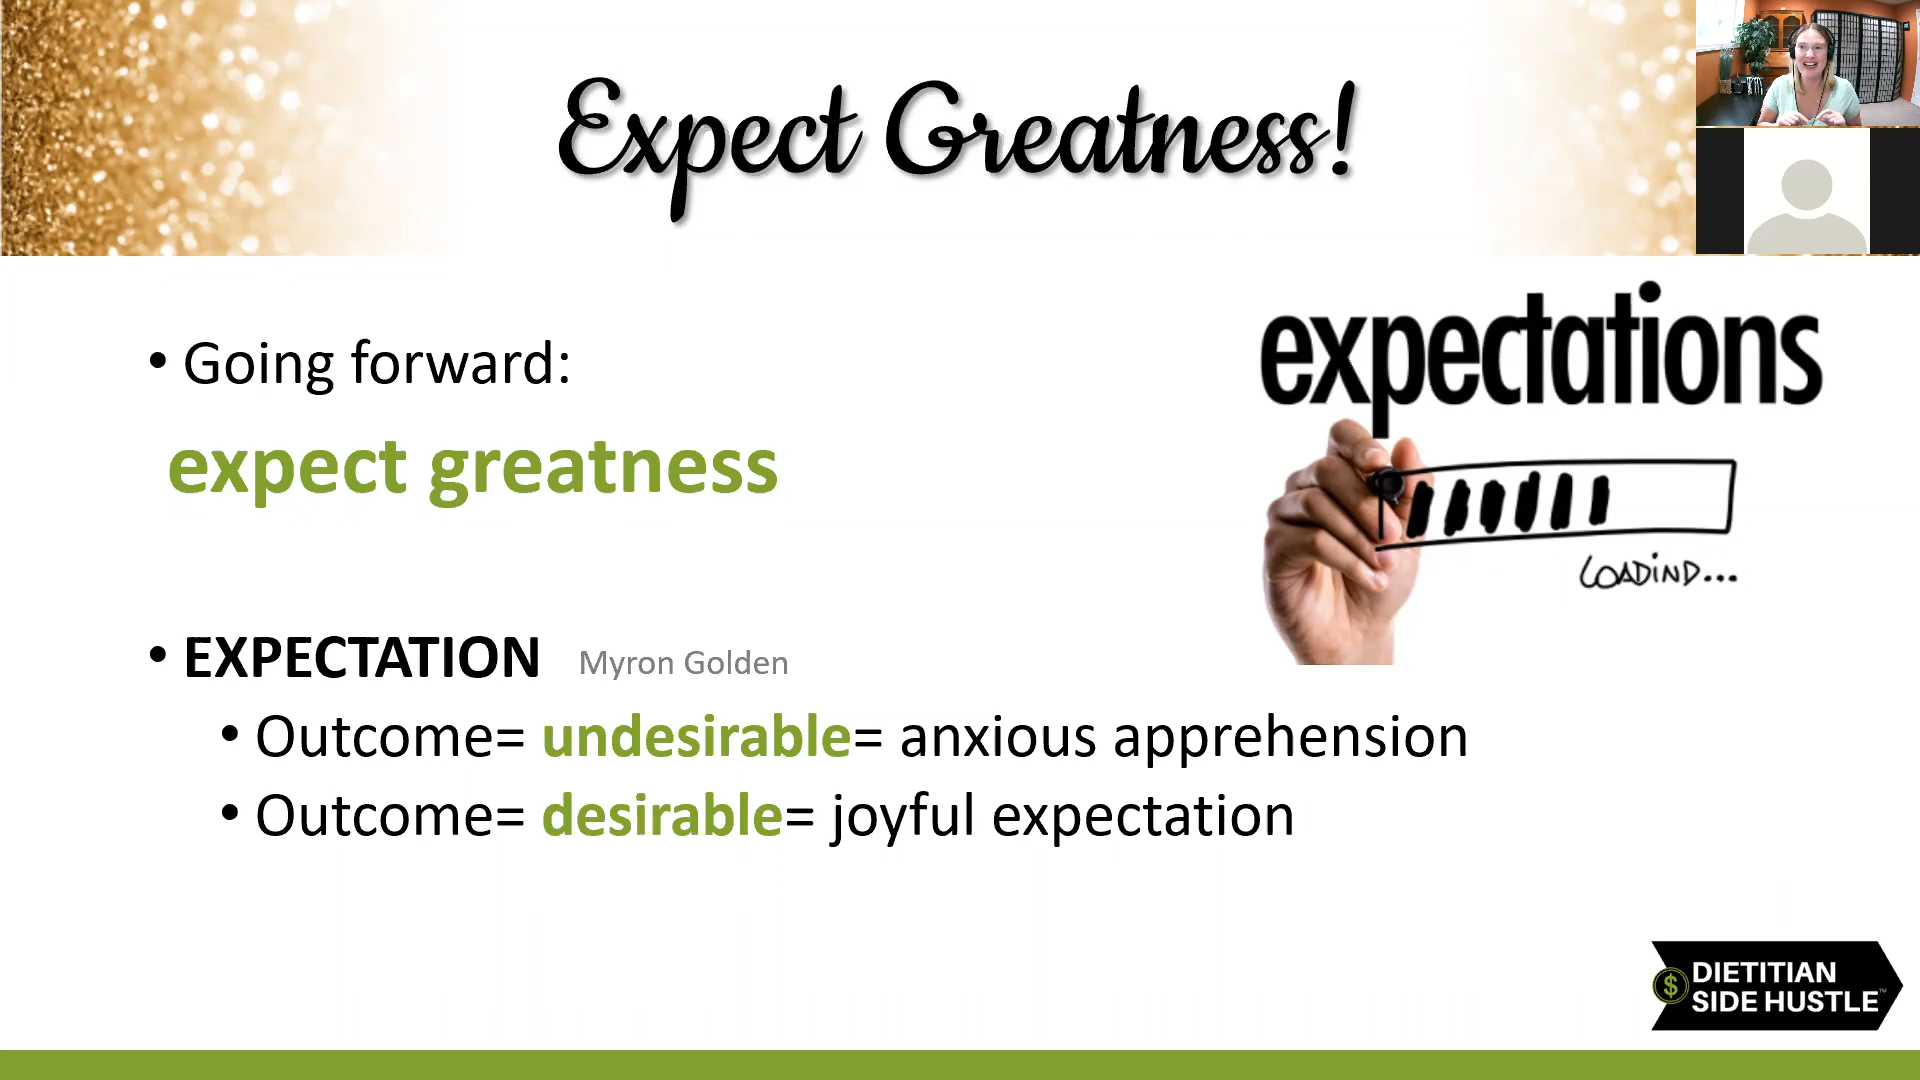 Expect Greatness!
• Going forward:
expect greatness
expectations
LOADIND...
• EXPECTATION Myron Golden
• Outcome= undesirable= anxious apprehension
• Outcome= desirable= joyful expectation
$
DIETITIAN
SIDE HUSTLE™